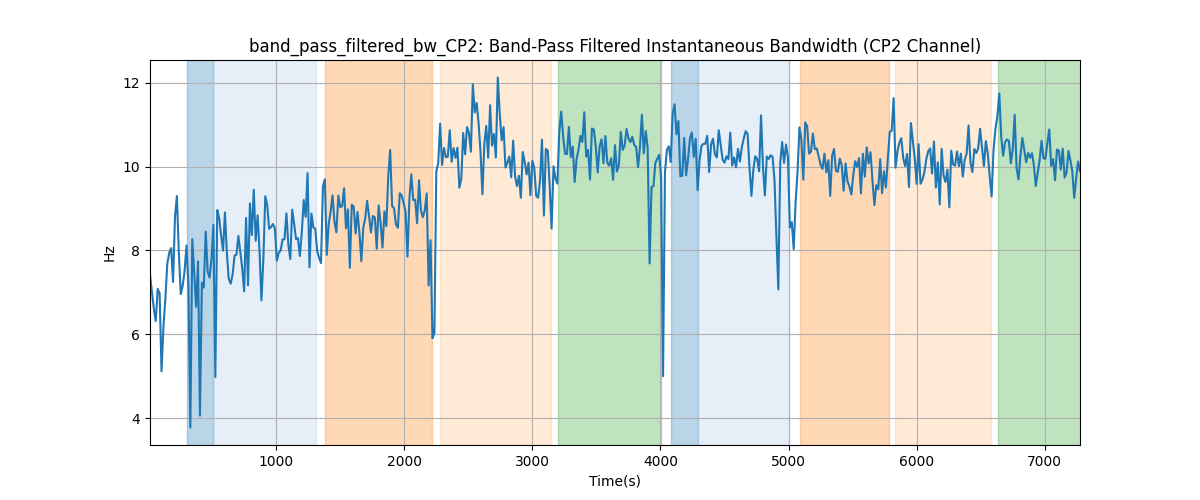 band_pass_filtered_bw_CP2: Band-Pass Filtered Instantaneous Bandwidth (CP2 Channel)
12
10
8
6
4
Hz
1000 2000 3000 4000 5000 6000 7000
Time(s)